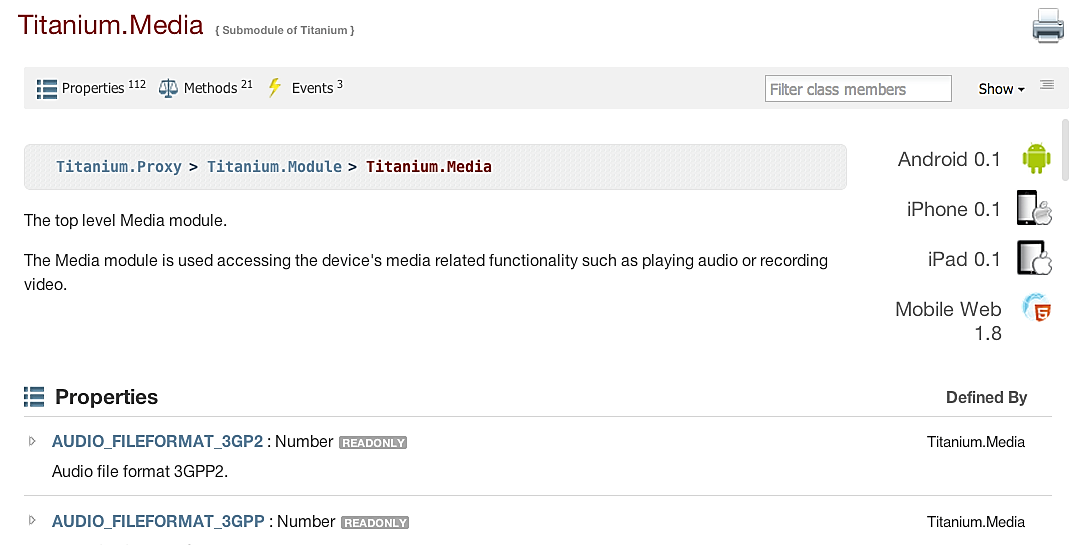 Titanium.Media { Submodule of Titanium }
Properties 112 Methods 21 Events 3 Filter class members Show
Titanium.Proxy > Titanium.Module > Titanium.Media
The top level Media module.
The Media module is used accessing the device's media related functionality such as playing audio or recording
video.
Android 0.1
iPhone 0.1
iPad 0.1
Mobile Web
1.8
Properties Defined By
AUDIO_FILEFORMAT_3GP2 : Number READONLY Titanium.Media
Audio file format 3GPP2.
AUDIO_FILEFORMAT_3GPP : Number READONLY Titanium.Media